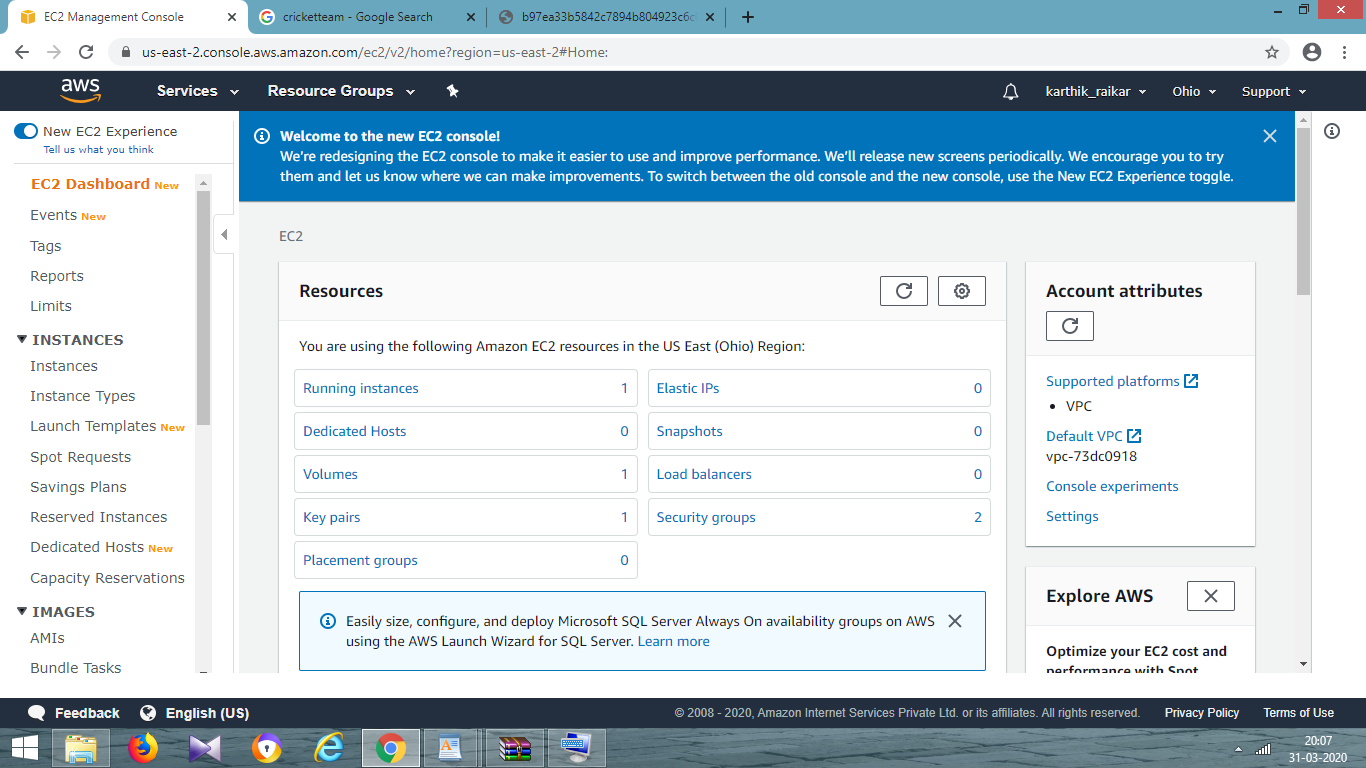 EC2 Management Console
cricketteam - Google Search
us-east-2.console.aws.amazon.com/ec2/v2/home?region=us-east-2#Home:
aws
Services
Resource Groups
karthik_raikar
Ohio
Support
New EC2 Experience
Tell us what you think
EC2 Dashboard New
Events New
Tags
Reports
Limits
INSTANCES
Instances
Instance Types
Launch Templates New
Spot Requests
Savings Plans
Reserved Instances
Dedicated Hosts New
Capacity Reservations
IMAGES
AMIs
Bundle Tasks
Welcome to the new EC2 console!
We're redesigning the EC2 console to make it easier to use and improve performance. We'll release new screens periodically. We encourage you to try
them and let us know where we can make improvements. To switch between the old console and the new console, use the New EC2 Experience toggle.
EC2
Resources
You are using the following Amazon EC2 resources in the US East (Ohio) Region:
Running instances 1
Elastic IPs 0
Dedicated Hosts 0
Snapshots 0
Volumes 1
Load balancers 0
Key pairs 1
Security groups 2
Placement groups 0
Easily size, configure, and deploy Microsoft SQL Server Always On availability groups on AWS
using the AWS Launch Wizard for SQL Server. Learn more
Account attributes
Supported platforms
• VPC
Default VPC
vpc-73dc0918
Console experiments
Settings
Explore AWS
Optimize your EC2 cost and
performance with Spot
Feedback
English (US)
© 2008 - 2020, Amazon Internet Services Private Ltd. or its affiliates. All rights reserved.
Privacy Policy
Terms of Use
20:07
31-03-2020